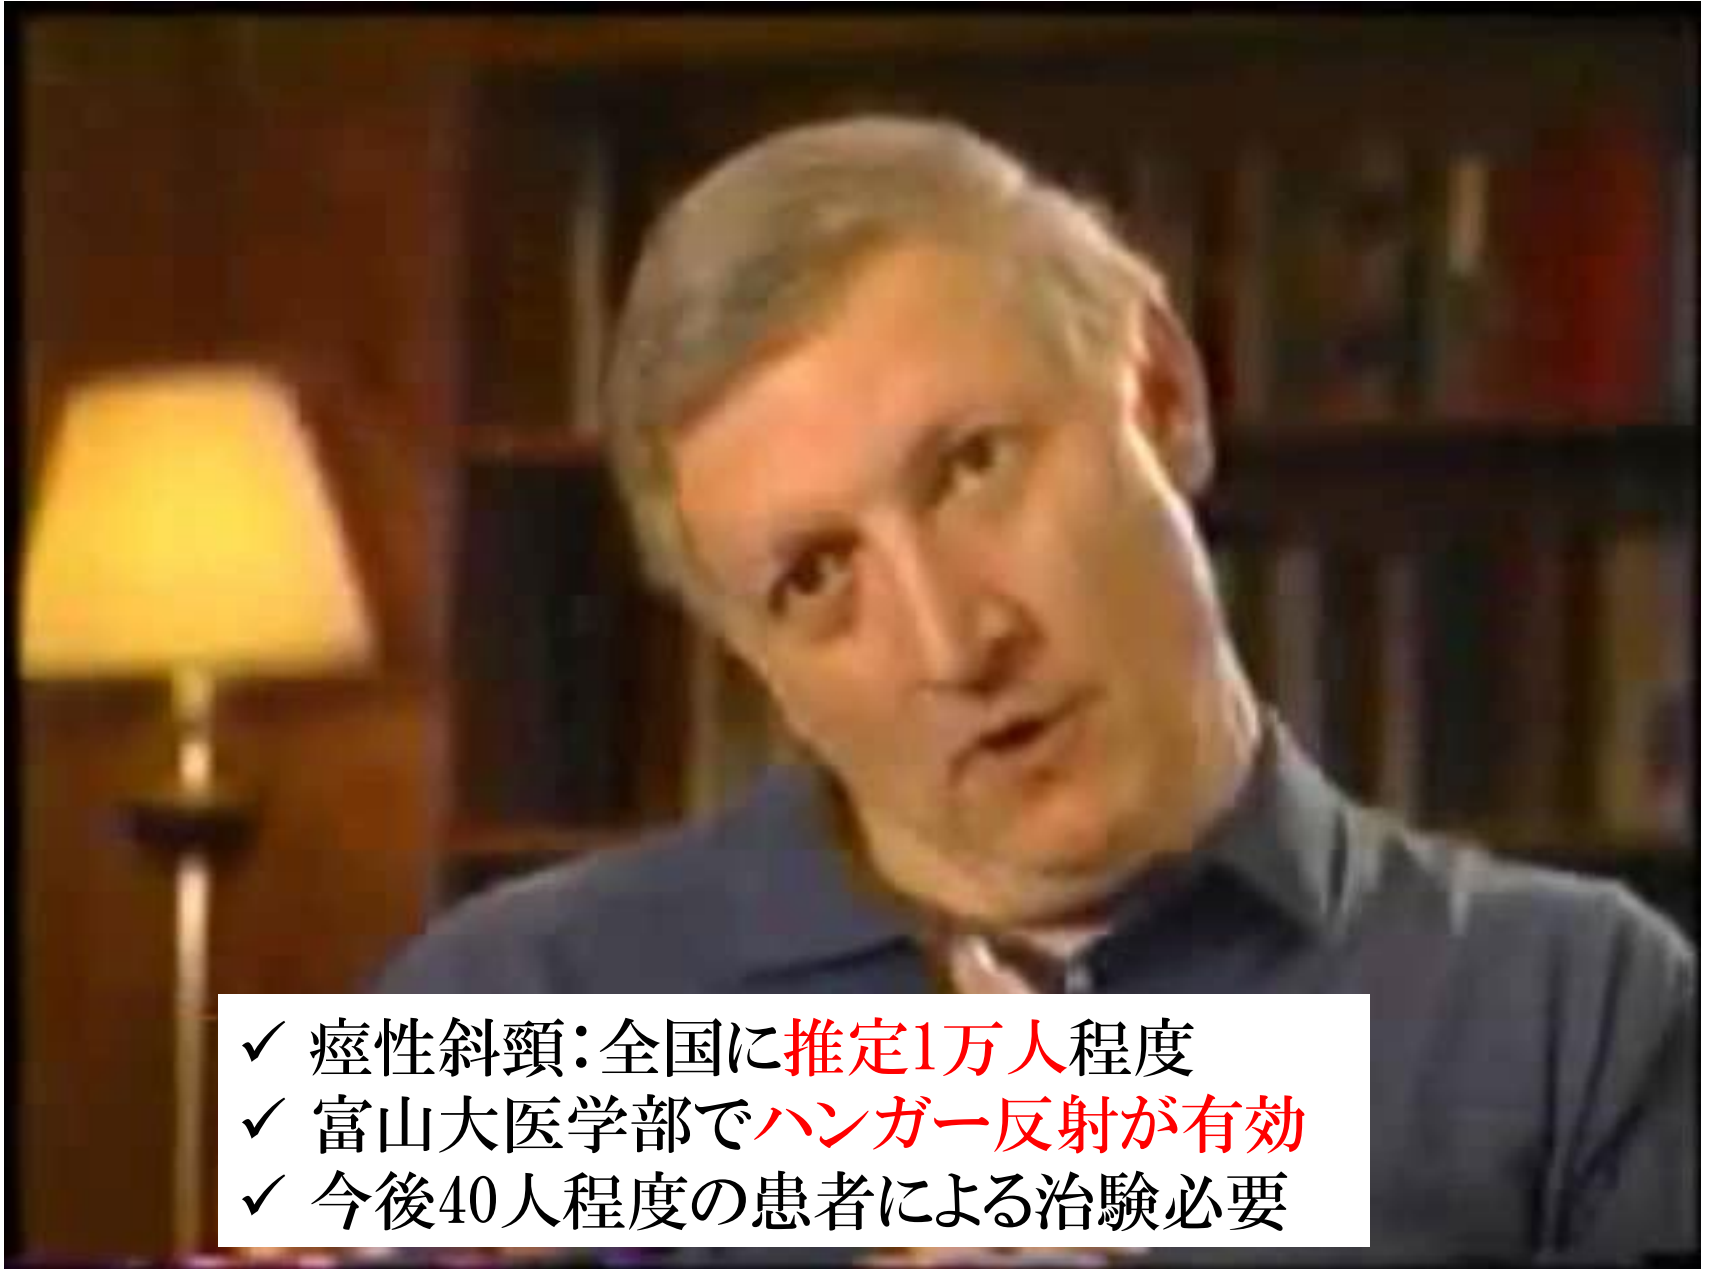 ✓ 痙性斜頸：全国に推定1万人程度
✓ 富山大医学部でハンガー反射が有効
✓ 今後40人程度の患者による治験必要